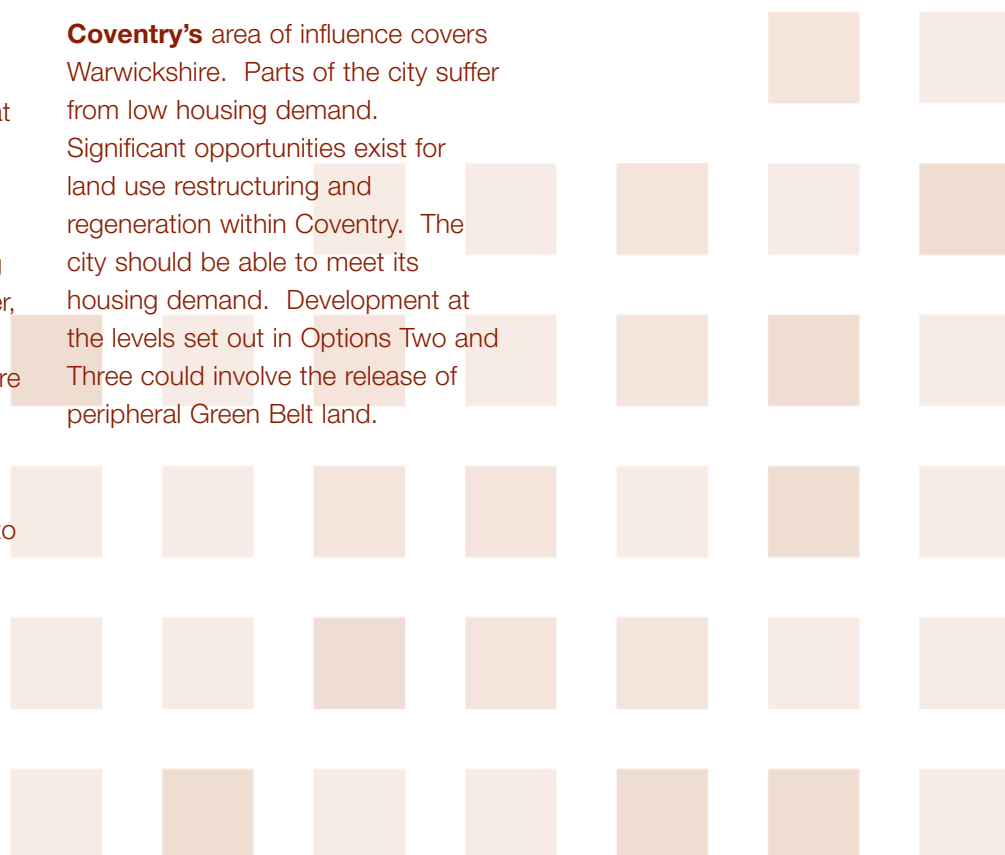 Coventry's area of influence covers
Warwickshire. Parts of the city suffer
from low housing demand.
Significant opportunities exist for
land use restructuring and
regeneration within Coventry. The
city should be able to meet its
housing demand. Development at
the levels set out in Options Two and
Three could involve the release of
peripheral Green Belt land.